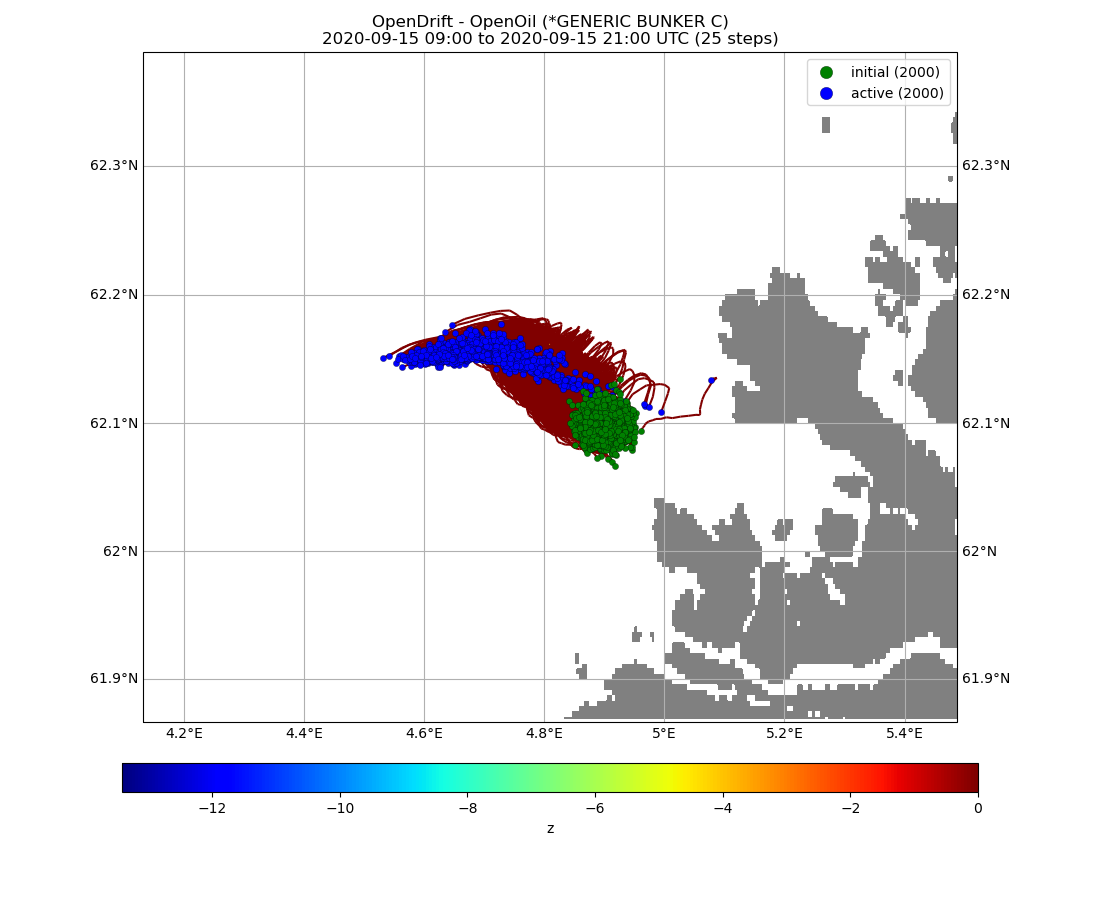 OpenDrift - OpenOil (*GENERIC BUNKER C)
2020-09-15 09:00 to 2020-09-15 21:00 UTC (25 steps)
initial (2000)
active (2000)
62.3°N 62.3°N
62.2°N 62.2°N
62.1°N 62.1°N
62°N 62°N
61.9°N 61.9°N
4.2°E 4.4°E 4.6°E 4.8°E 5°E 5.2°E 5.4°E
−12 −10 −8 −6 −4 −2 0
z